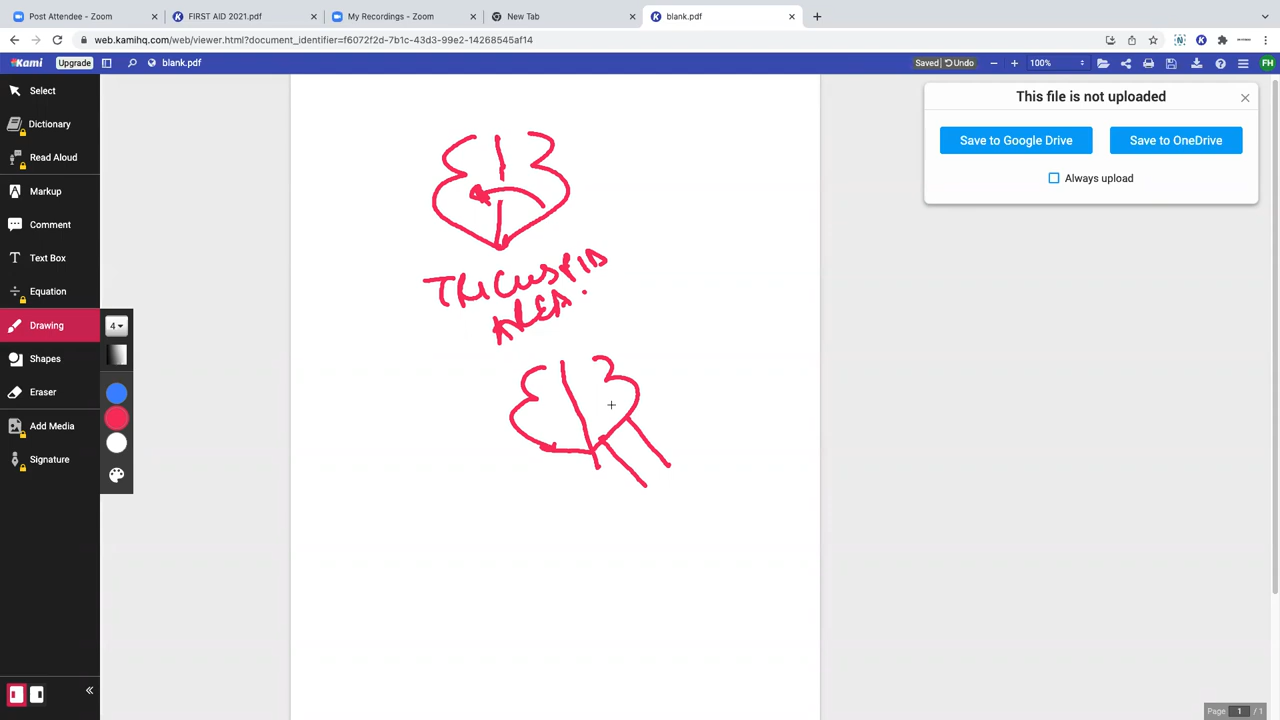 Post Attendee - Zoom
FIRST AID 2021.pdf
My Recordings - Zoom
New Tab
blank.pdf
web.kamihq.com/web/viewer.html?document_identifier=f6072f2d-7b1c-43d3-99e2-14268545af14
Kami
Upgrade
blank.pdf
Saved
Undo
100%
FH
Select
Dictionary
Read Aloud
Markup
Comment
Text Box
Equation
Drawing
Shapes
Eraser
Add Media
Signature
4
This file is not uploaded
Save to Google Drive
Save to OneDrive
Always upload
TRICUSPID
AREA.
Page 1 / 1